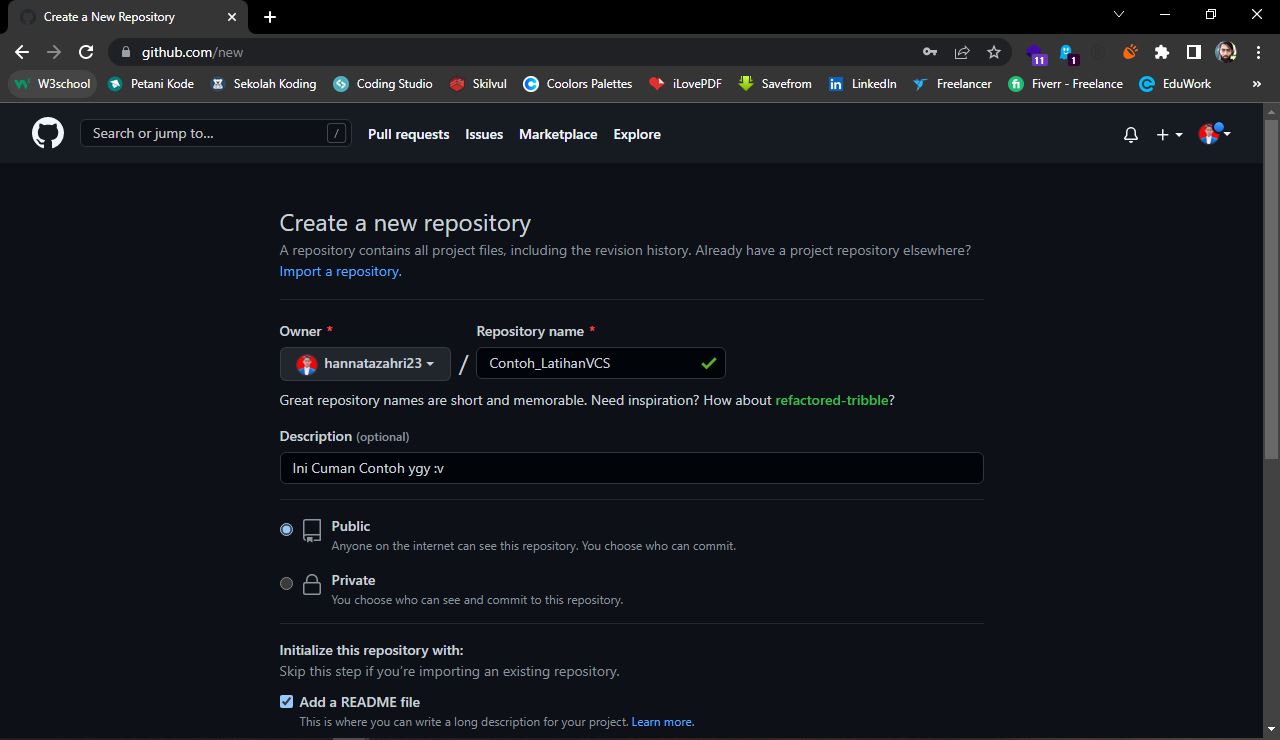 Create a New Repository
github.com/new
11
1
W3school
Petani Kode
Sekolah Koding
Coding Studio
Skilvul
Coolors Palettes
iLovePDF
Savefrom
LinkedIn
Freelancer
Fiverr - Freelance
EduWork
»
Search or jump to...
/
Pull requests
Issues
Marketplace
Explore
Create a new repository
A repository contains all project files, including the revision history. Already have a project repository elsewhere?
Import a repository.
Owner *
Repository name *
hannatazahri23
/
Contoh_LatihanVCS
Great repository names are short and memorable. Need inspiration? How about refactored-tribble?
Description (optional)
Ini Cuman Contoh ygy :v
Public
Anyone on the internet can see this repository. You choose who can commit.
Private
You choose who can see and commit to this repository.
Initialize this repository with:
Skip this step if you’re importing an existing repository.
Add a README file
This is where you can write a long description for your project. Learn more.